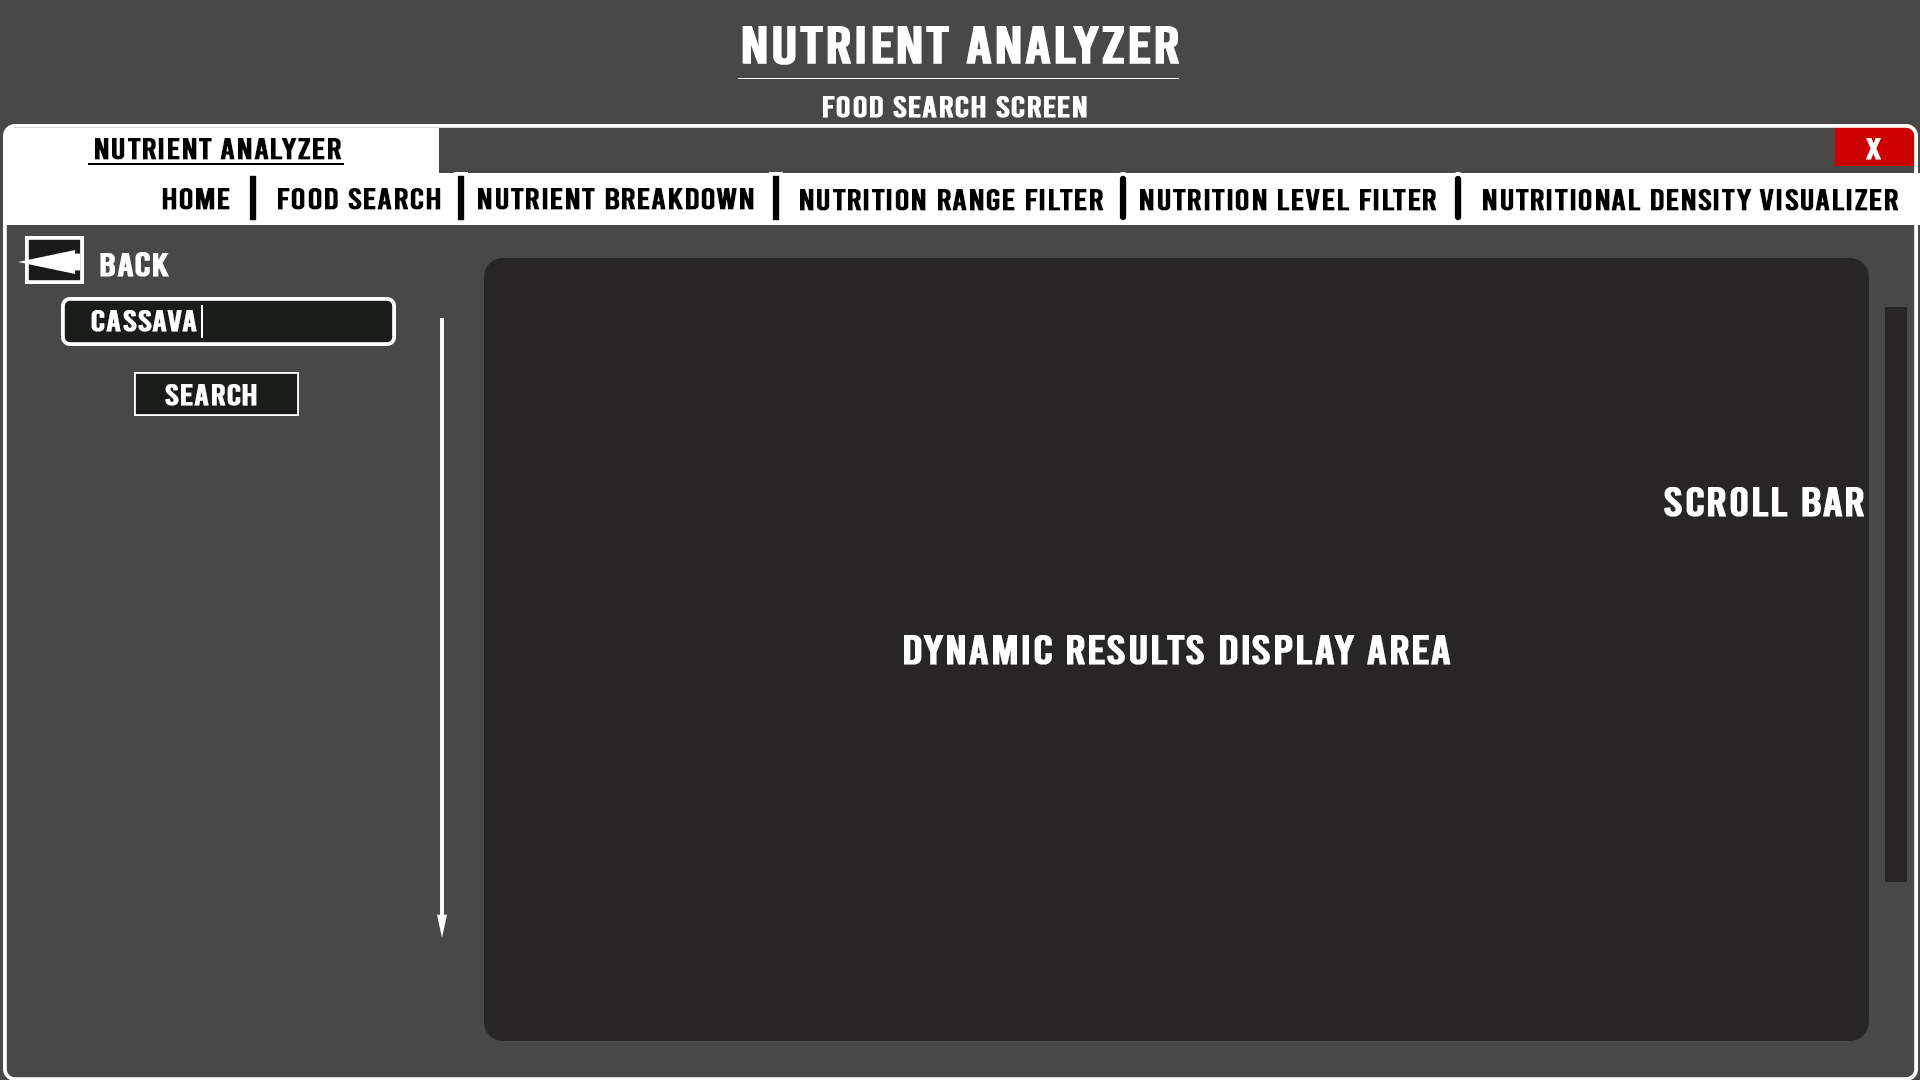 NUTRIENT ANALYZER
FOOD SEARCH SCREEN
NUTRIENT ANALYZER
X
HOME
FOOD SEARCH
NUTRIENT BREAKDOWN
NUTRITION RANGE FILTER
NUTRITION LEVEL FILTER
NUTRITIONAL DENSITY VISUALIZER
BACK
CASSAVA
SEARCH
SCROLL BAR
DYNAMIC RESULTS DISPLAY AREA